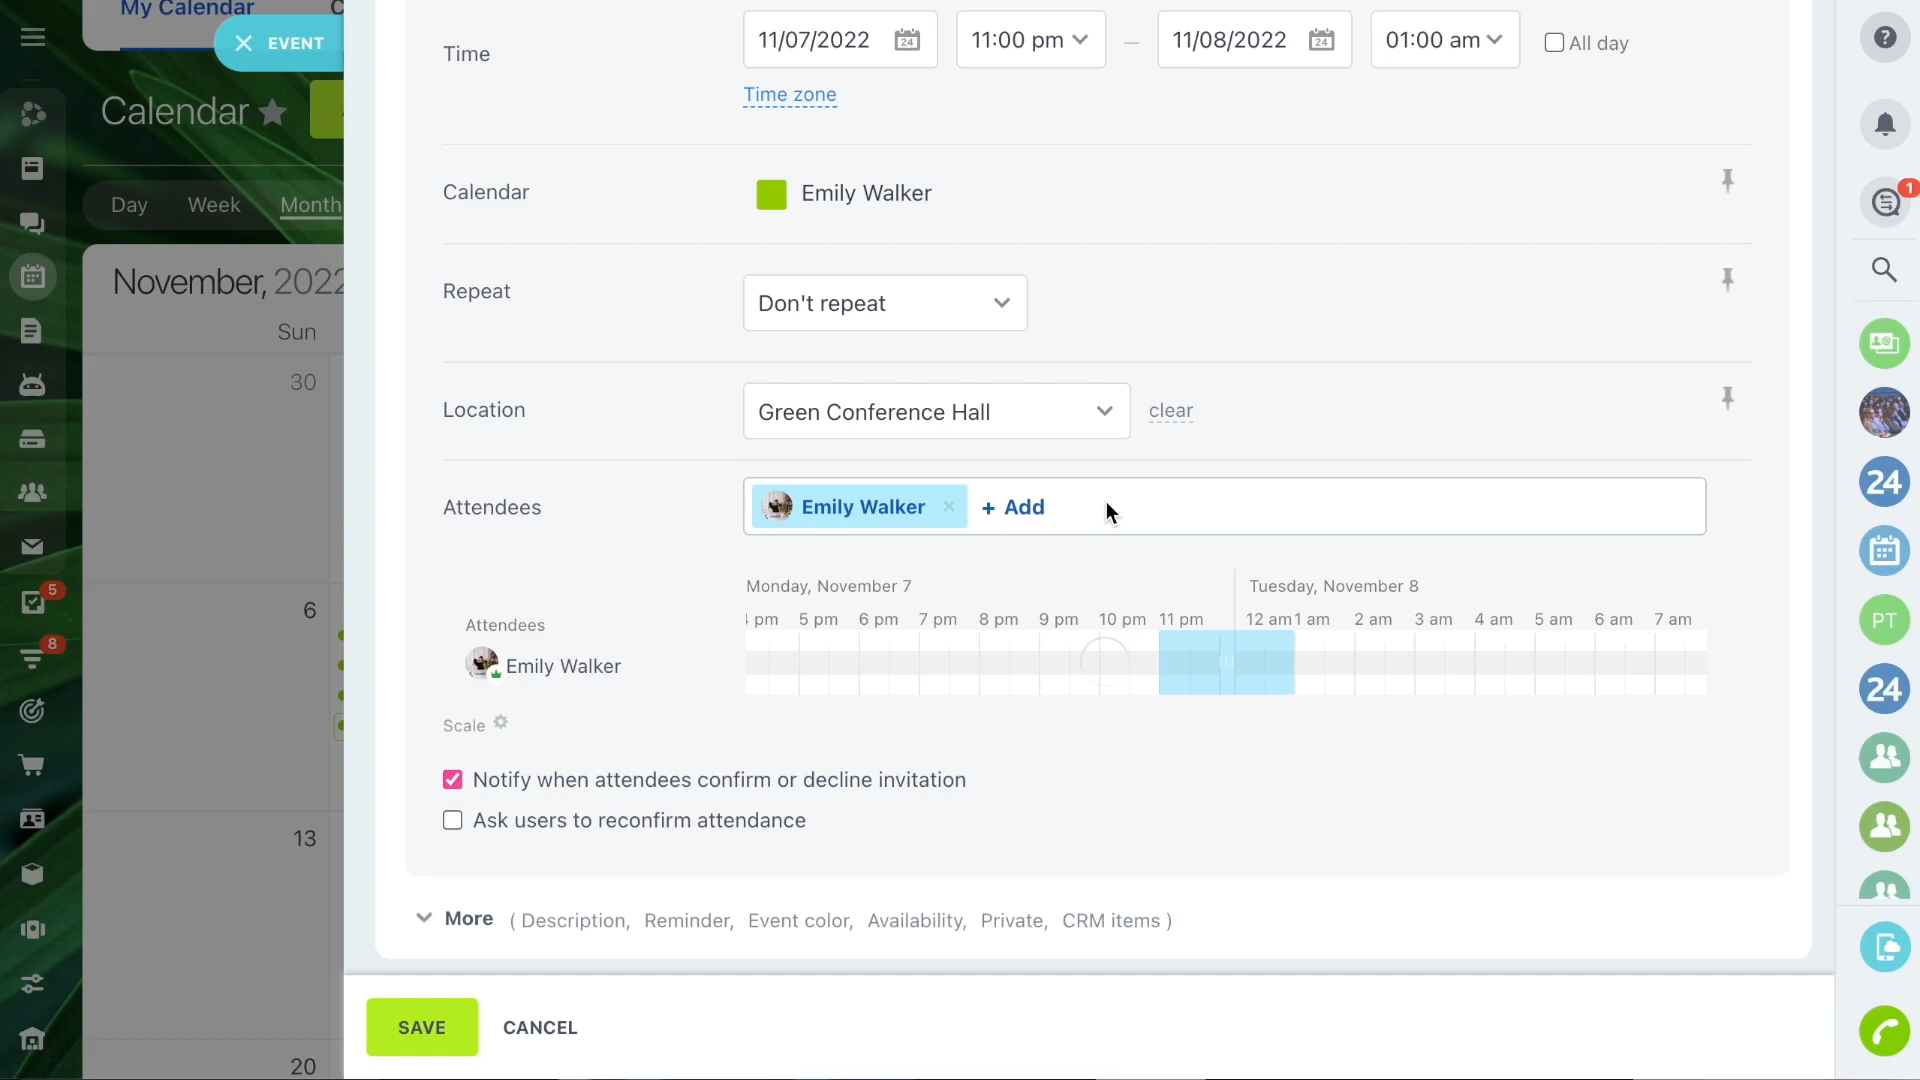 My Calendar
EVENT
Calendar
Day Week Month
November, 2022
Sun
30
6
13
20
5
8
Time
11/07/2022
24
11:00 pm
—
11/08/2022
24
01:00 am
All day
Time zone
Calendar
Emily Walker
Repeat
Don't repeat
Location
Green Conference Hall
clear
Attendees
Emily Walker × + Add
Monday, November 7 Tuesday, November 8
pm 5 pm 6 pm 7 pm 8 pm 9 pm 10 pm 11 pm 12 am 1 am 2 am 3 am 4 am 5 am 6 am 7 am
Attendees
Emily Walker
Scale
Notify when attendees confirm or decline invitation
Ask users to reconfirm attendance
More ( Description, Reminder, Event color, Availability, Private, CRM items )
SAVE CANCEL
?
1
24
PT
24